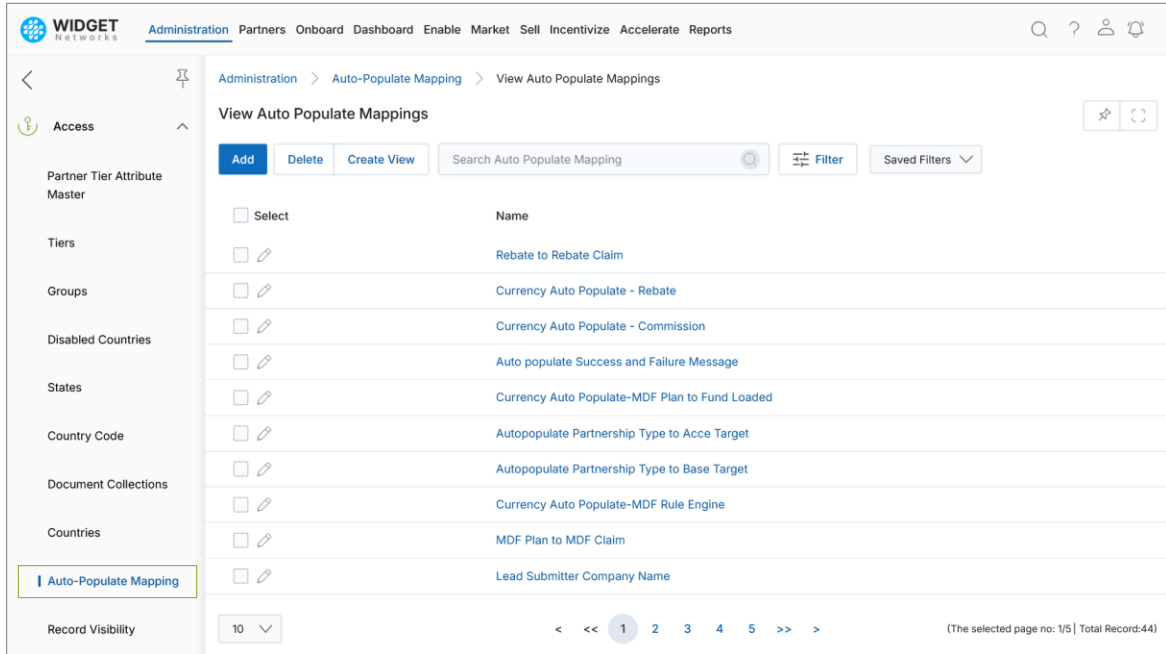 WIDGET
Networks
Administration Partners Onboard Dashboard Enable Market Sell Incentivize Accelerate Reports
Access
Partner Tier Attribute
Master
Tiers
Groups
Disabled Countries
States
Country Code
Document Collections
Countries
Auto-Populate Mapping
Record Visibility
Administration > Auto-Populate Mapping > View Auto Populate Mappings
View Auto Populate Mappings
Add Delete Create View Search Auto Populate Mapping Filter Saved Filters
Select Name
Rebate to Rebate Claim
Currency Auto Populate - Rebate
Currency Auto Populate - Commission
Auto populate Success and Failure Message
Currency Auto Populate-MDF Plan to Fund Loaded
Autopopulate Partnership Type to Acce Target
Autopopulate Partnership Type to Base Target
Currency Auto Populate-MDF Rule Engine
MDF Plan to MDF Claim
Lead Submitter Company Name
10 < << 1 2 3 4 5 >> > (The selected page no: 1/5 | Total Record:44)